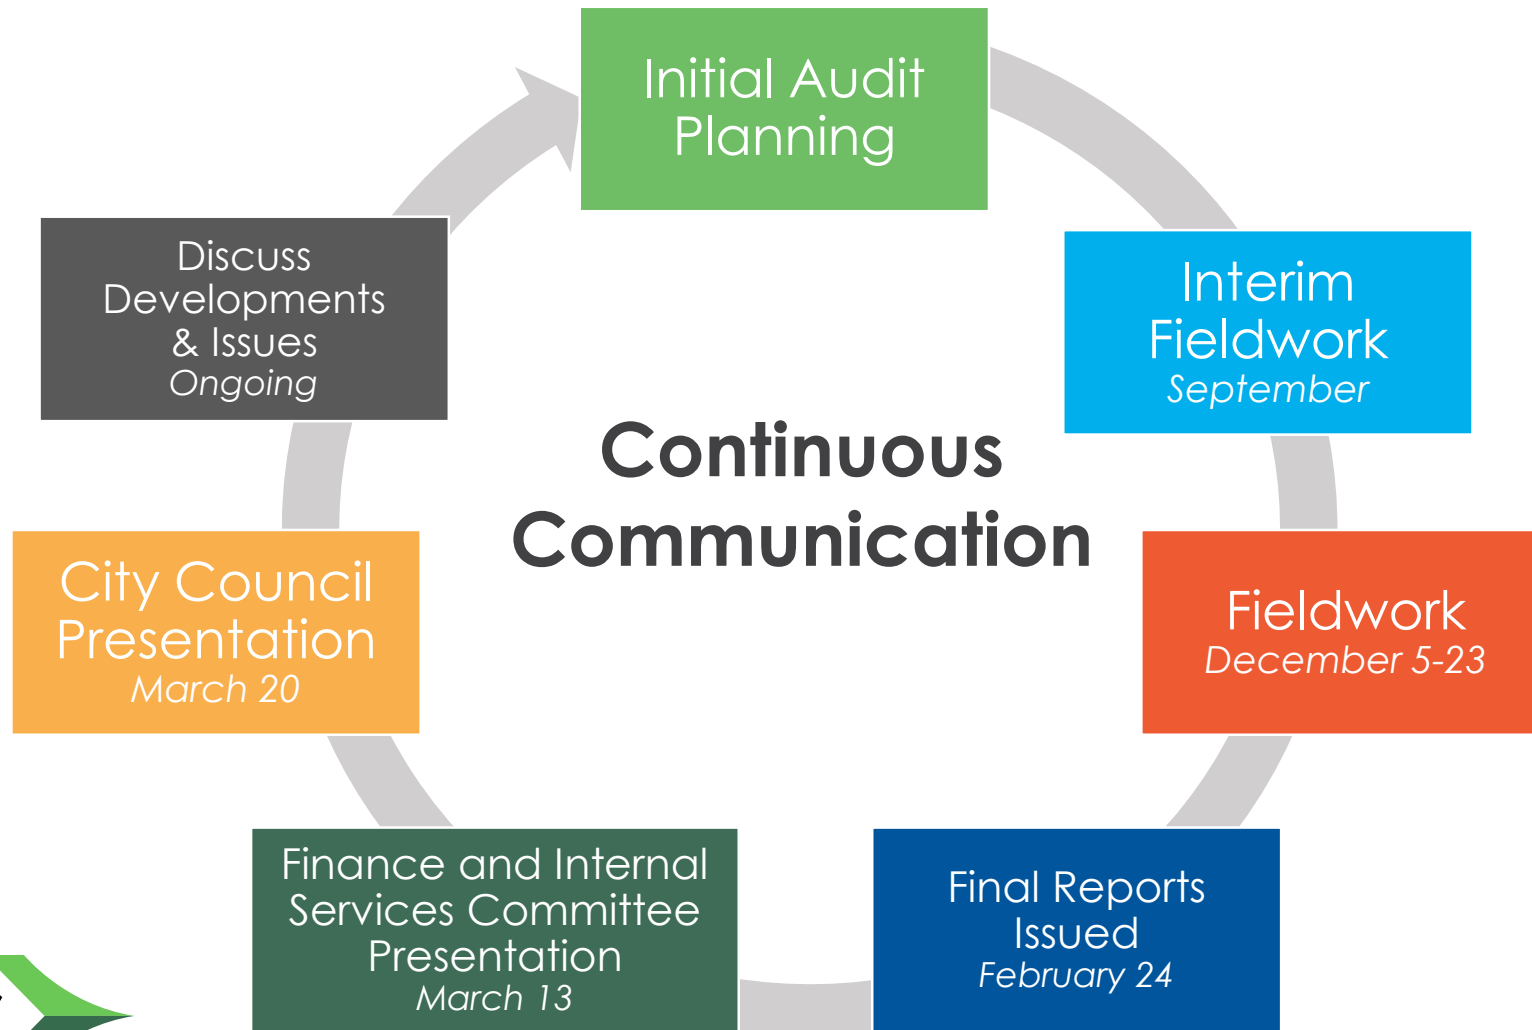 Initial Audit
Planning
Interim
Fieldwork
September
Fieldwork
December 5-23
Final Reports
Issued
February 24
Finance and Internal
Services Committee
Presentation
March 13
City Council
Presentation
March 20
Discuss
Developments
& Issues
Ongoing
Continuous
Communication